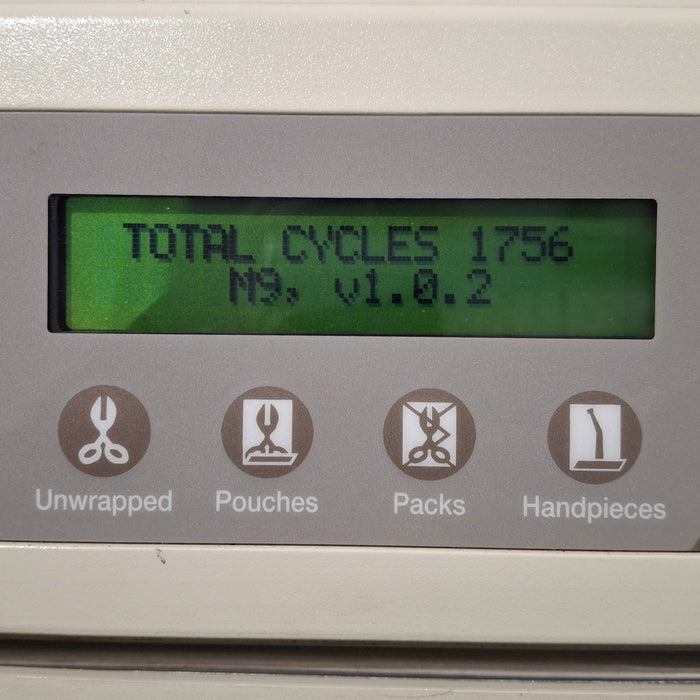 TOTAL CYCLES 1756
M9, v1.0.2
Unwrapped Pouches Packs Handpieces